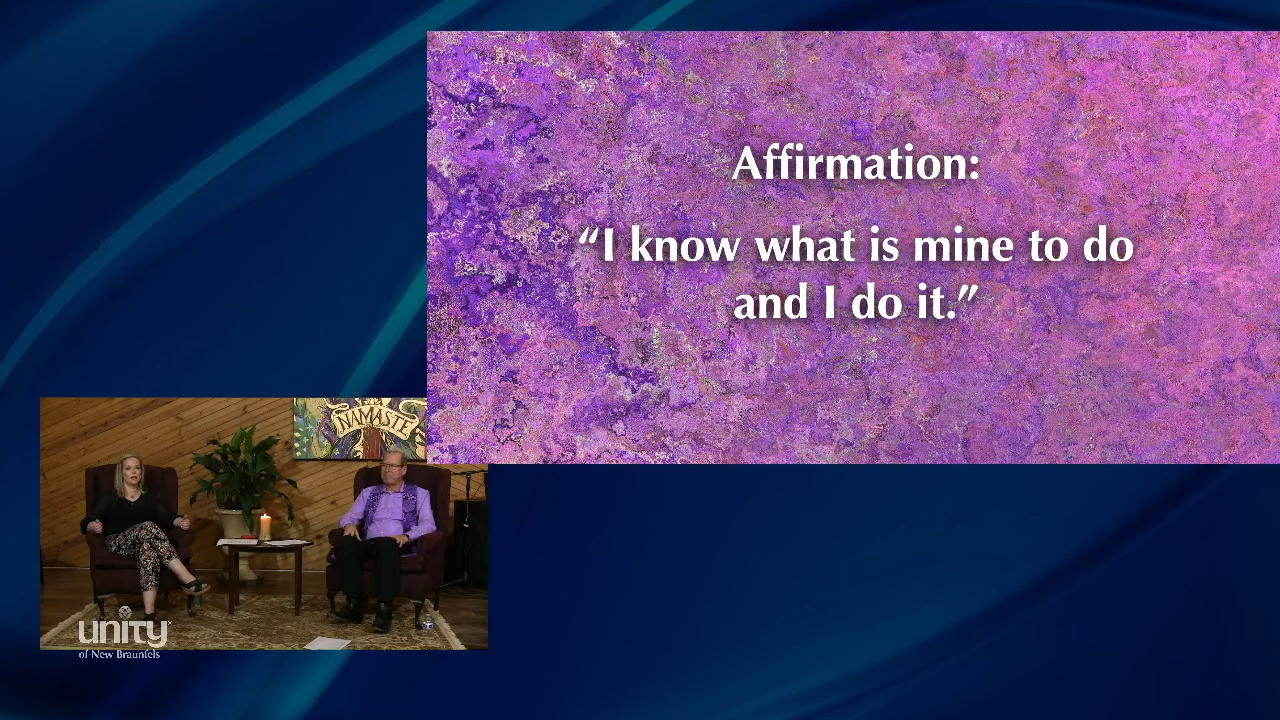 Affirmation:
“I know what is mine to do
and I do it.”
NAMASTE
unity
of New Braunfels